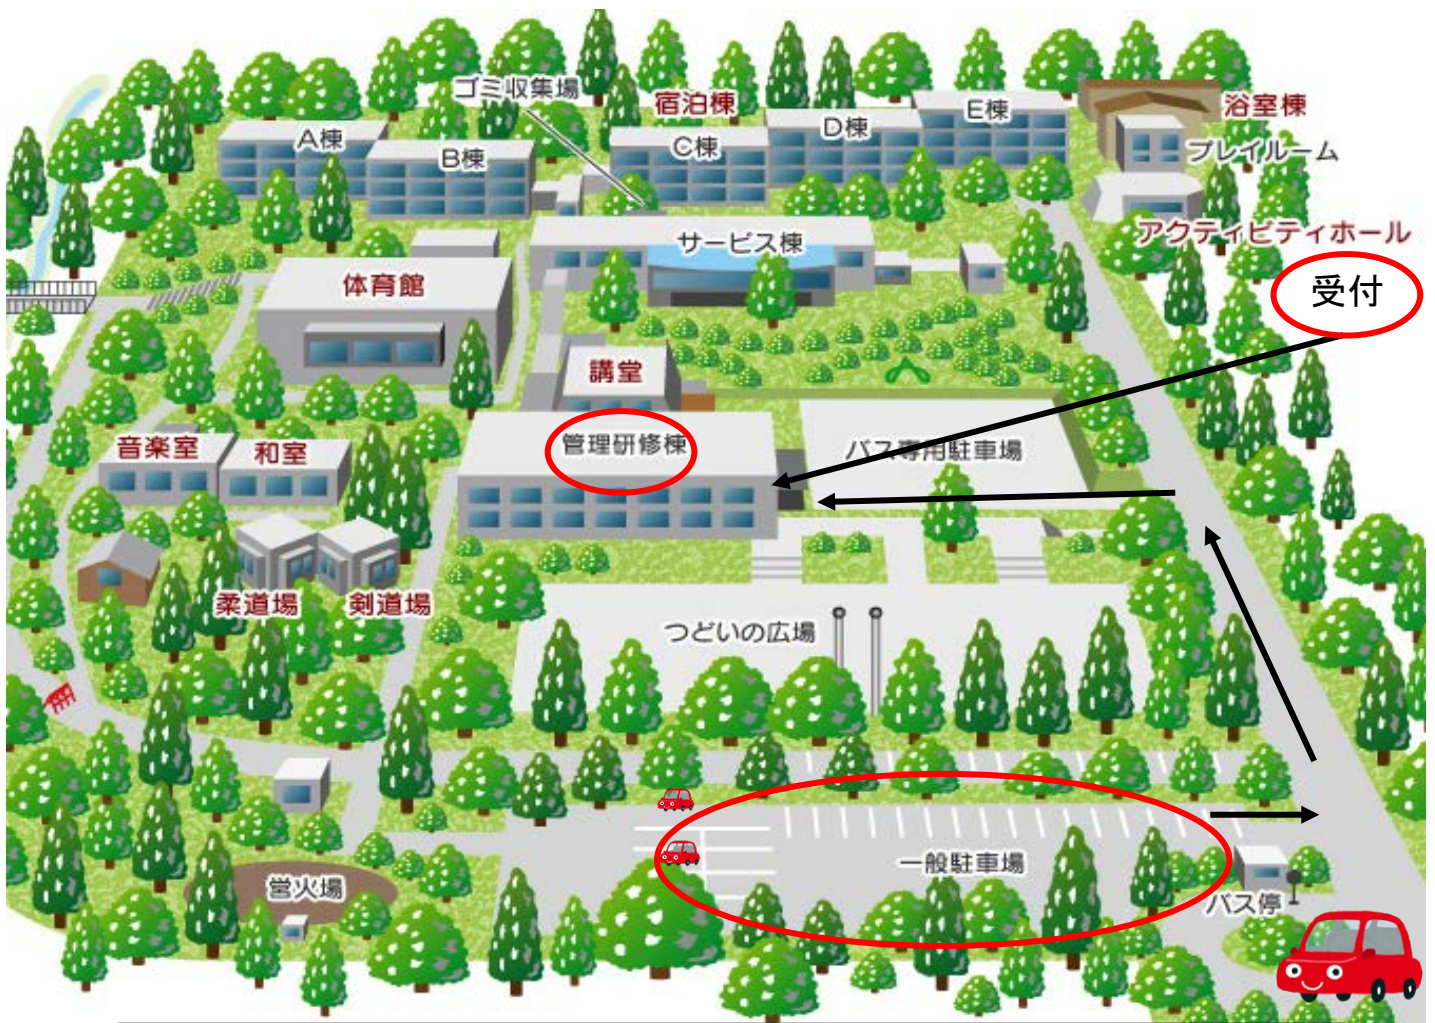 ゴミ収集場
宿泊棟
E棟
浴室棟
A棟
B棟
C棟
D棟
プレイルーム
サービス棟
アクティビティホール
体育館
受付
講堂
音楽室
和室
管理研修棟
バス専用駐車場
柔道場
剣道場
つどいの広場
営火場
一般駐車場
バス停